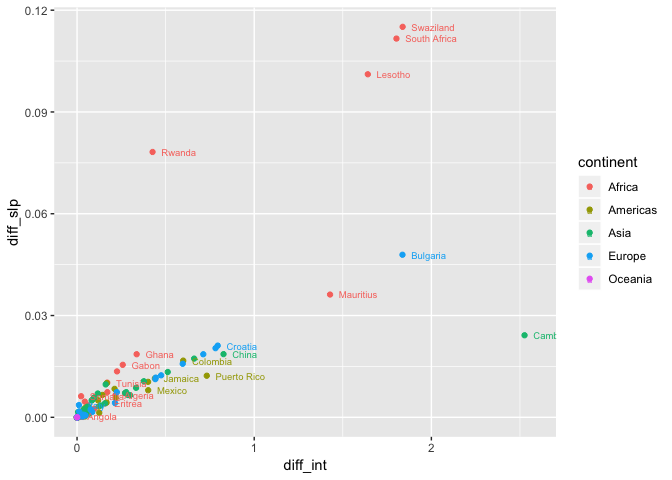 0.12
0.09
0.06
0.03
0.00
diff_slp
Swaziland
South Africa
Lesotho
Rwanda
Bulgaria
Mauritius
Camb
Croatia
Ghana
China
Gabon
Colombia
Puerto Rico
Jamaica
Tunisia
Mexico
Eritrea
0
1
2
diff_int
continent
Africa
Americas
Asia
Europe
Oceania